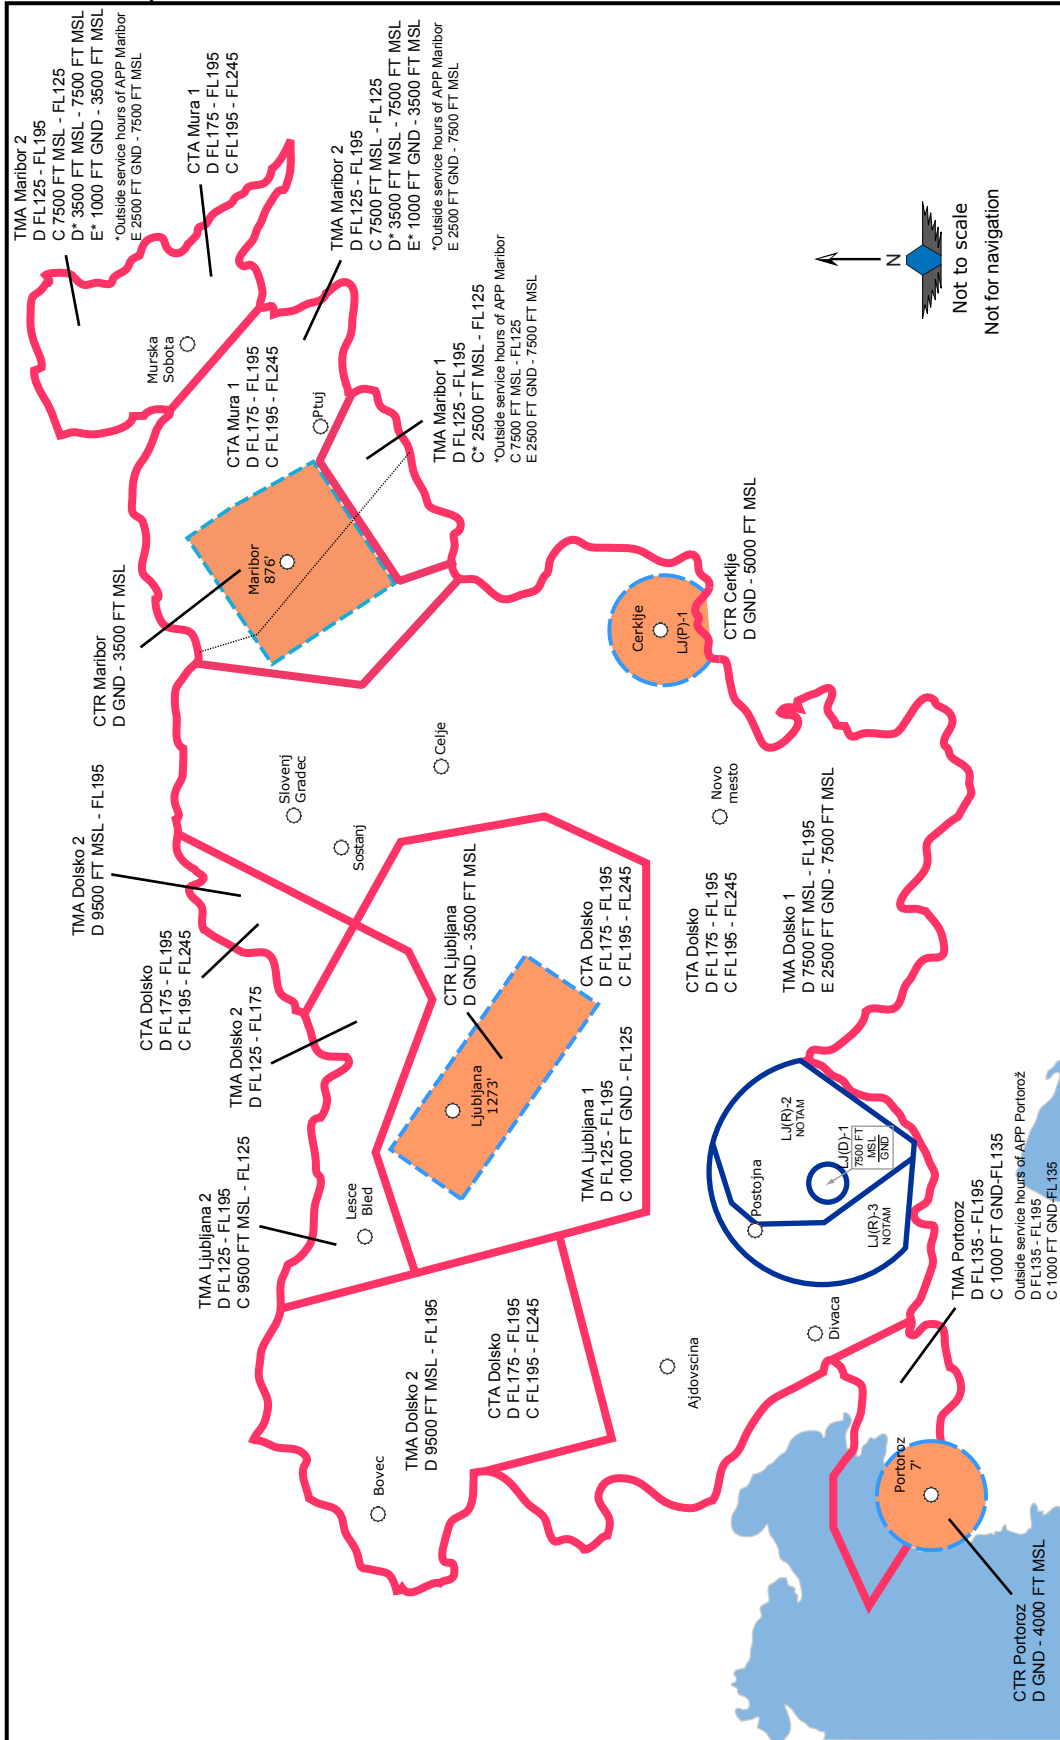 TMA Maribor 2
D FL125 - FL195
C 7500 FT MSL - FL125
D* 3500 FT MSL - 7500 FT MSL
E* 1000 FT GND - 3500 FT MSL
*Outside service hours of APP Maribor
E 2500 FT GND - 7500 FT MSL
CTA Mura 1
D FL175 - FL195
C FL195 - FL245
TMA Maribor 2
D FL125 - FL195
C 7500 FT MSL - FL125
D* 3500 FT MSL - 7500 FT MSL
E* 1000 FT GND - 3500 FT MSL
*Outside service hours of APP Maribor
E 2500 FT GND - 7500 FT MSL
Murska
Sobota
CTA Mura 1
D FL175 - FL195
C FL195 - FL245
Ptuj
TMA Maribor 1
D FL125 - FL195
C* 2500 FT MSL - FL125
*Outside service hours of APP Maribor
C 7500 FT MSL - FL125
E 2500 FT GND - 7500 FT MSL
Maribor
876'
CTR Maribor
D GND - 3500 FT MSL
Cerklje
LJ(P)-1
CTR Cerklje
D GND - 5000 FT MSL
N
Not to scale
Not for navigation
TMA Dolsko 2
D 9500 FT MSL - FL195
Slovenj
Gradec
Sostanj
Celje
Novo
mesto
CTA Dolsko
D FL175 - FL195
C FL195 - FL245
TMA Dolsko 2
D FL125 - FL175
CTR Ljubljana
D GND - 3500 FT MSL
CTA Dolsko
D FL175 - FL195
C FL195 - FL245
CTA Dolsko
D FL175 - FL195
C FL195 - FL245
TMA Dolsko 1
D 7500 FT MSL - FL195
E 2500 FT GND - 7500 FT MSL
Ljubljana
1273'
TMA Ljubljana 1
D FL125 - FL195
C 1000 FT GND - FL125
TMA Ljubljana 2
D FL125 - FL195
C 9500 FT MSL - FL125
Lesce
Bled
LJ(R)-2
NOTAM
LJ(D)-1
7500 FT
MSL
GND
Postojna
LJ(R)-3
NOTAM
TMA Dolsko 2
D 9500 FT MSL - FL195
CTA Dolsko
D FL175 - FL195
C FL195 - FL245
Bovec
Ajdovscina
Divaca
TMA Portoroz
D FL135 - FL195
C 1000 FT GND-FL135
Outside service hours of APP Portorož
D FL135 - FL195
C 1000 FT GND-FL135
Portoroz
7'
CTR Portoroz
D GND - 4000 FT MSL